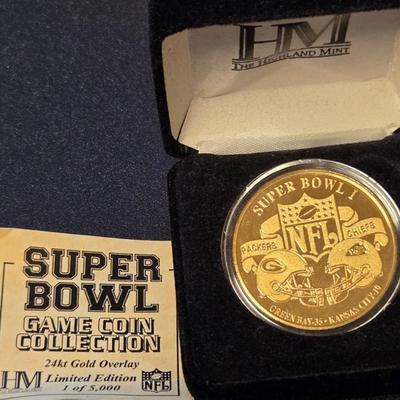 HM
THE HIGHLAND MINT
SUPER BOWL I
NFL
PACKERS
CHIEFS
GREEN BAY-35 • KANSAS CITY-10
SUPER
BOWL
GAME COIN
COLLECTION
24kt Gold Overlay
HM Limited Edition NFL
1 of 5,000